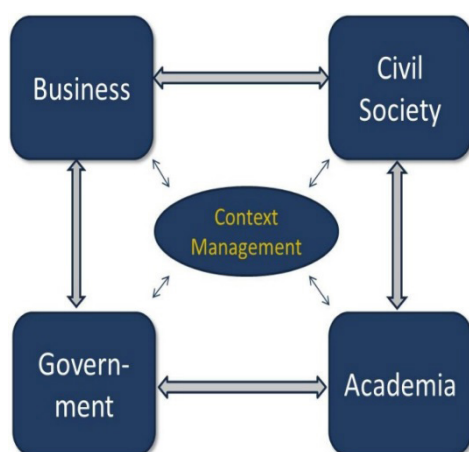 Business
Civil
Society
Context
Management
Govern-
ment
Academia